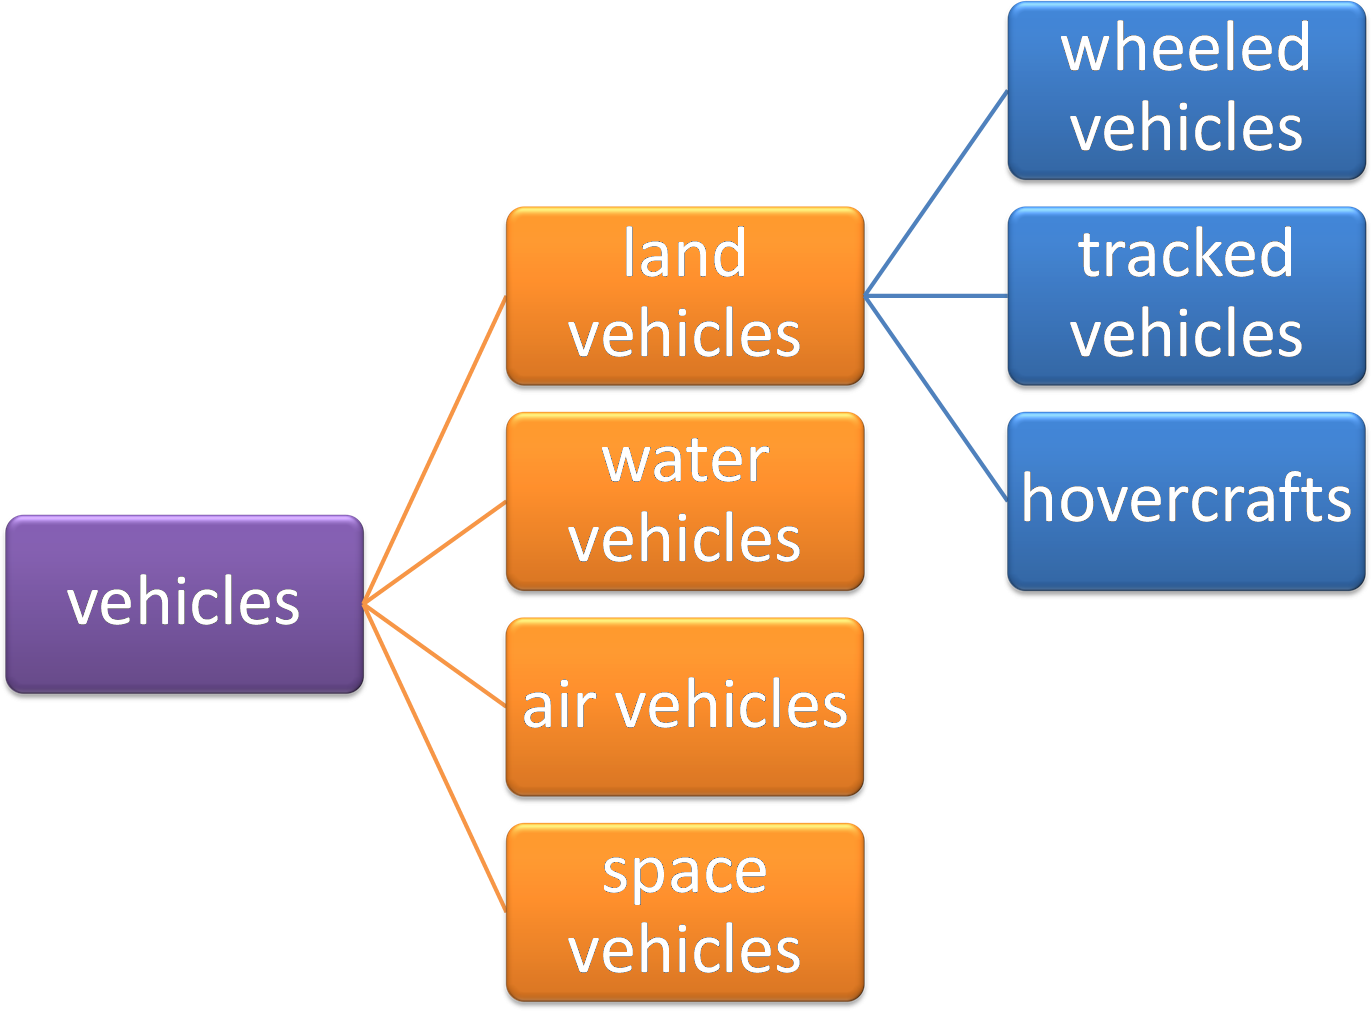 vehicles
land
vehicles
water
vehicles
air vehicles
space
vehicles
wheeled
vehicles
tracked
vehicles
hovercrafts